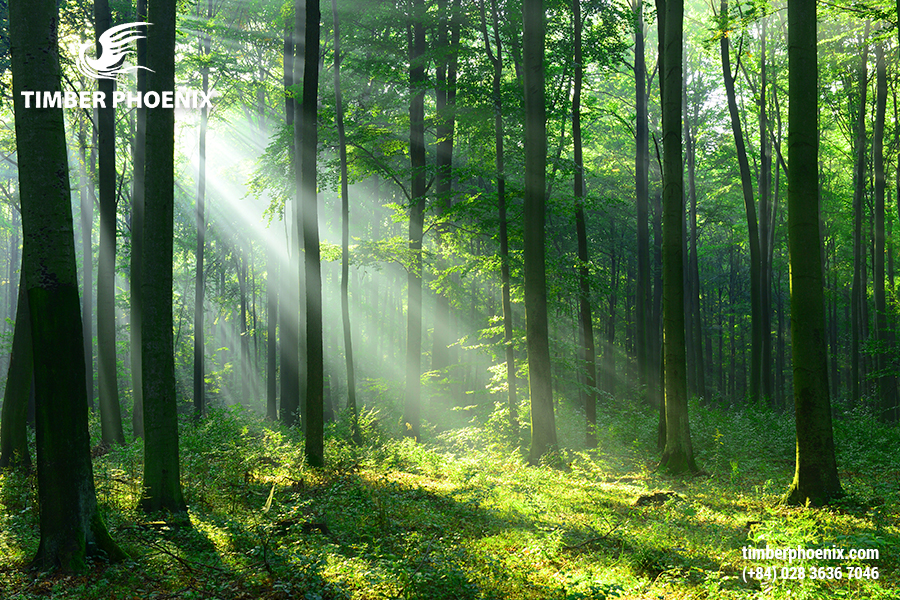 TIMBER PHOENIX
timberphoenix.com
(+84) 028 3636 7046